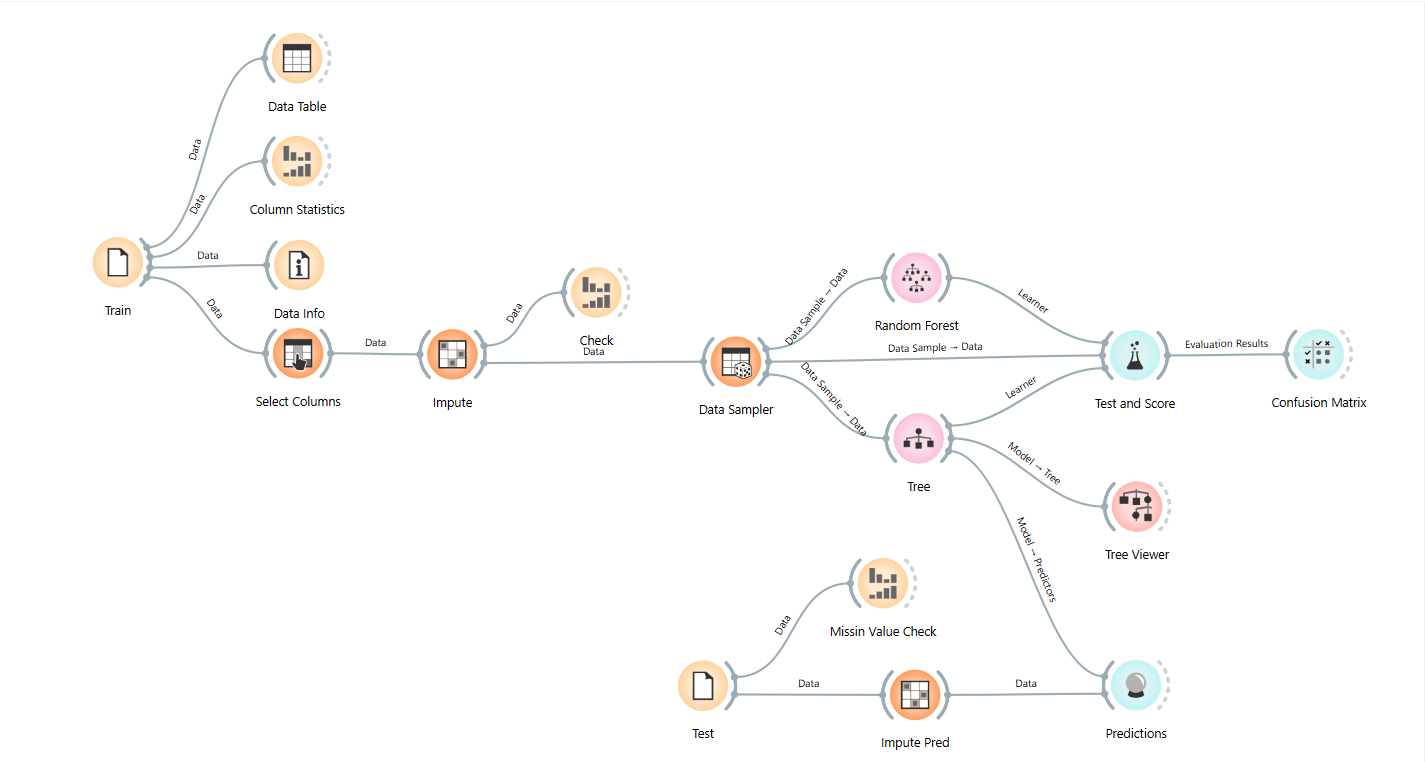 Data Table
Data
Column Statistics
Data
Train
Data
Data Info
Data
Select Columns
Data
Impute
Data
Check
Data
Data Sampler
Data Sample → Data
Random Forest
Learner
Data Sample → Data
Test and Score
Evaluation Results
Confusion Matrix
Data Sample → Data
Tree
Learner
Model → Tree
Tree Viewer
Model → Predictors
Missin Value Check
Data
Test
Data
Impute Pred
Data
Predictions